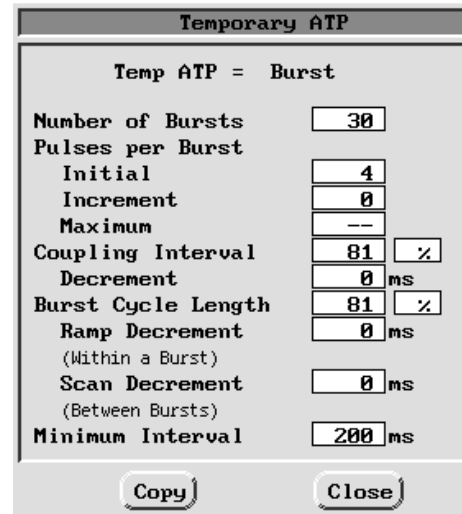 Temporary ATP
Temp ATP = Burst
Number of Bursts 30
Pulses per Burst
Initial 4
Increment 0
Maximum --
Coupling Interval 81 %
Decrement 0 ms
Burst Cycle Length 81 %
Ramp Decrement 0 ms
(Within a Burst)
Scan Decrement 0 ms
(Between Bursts)
Minimum Interval 200 ms
Copy Close